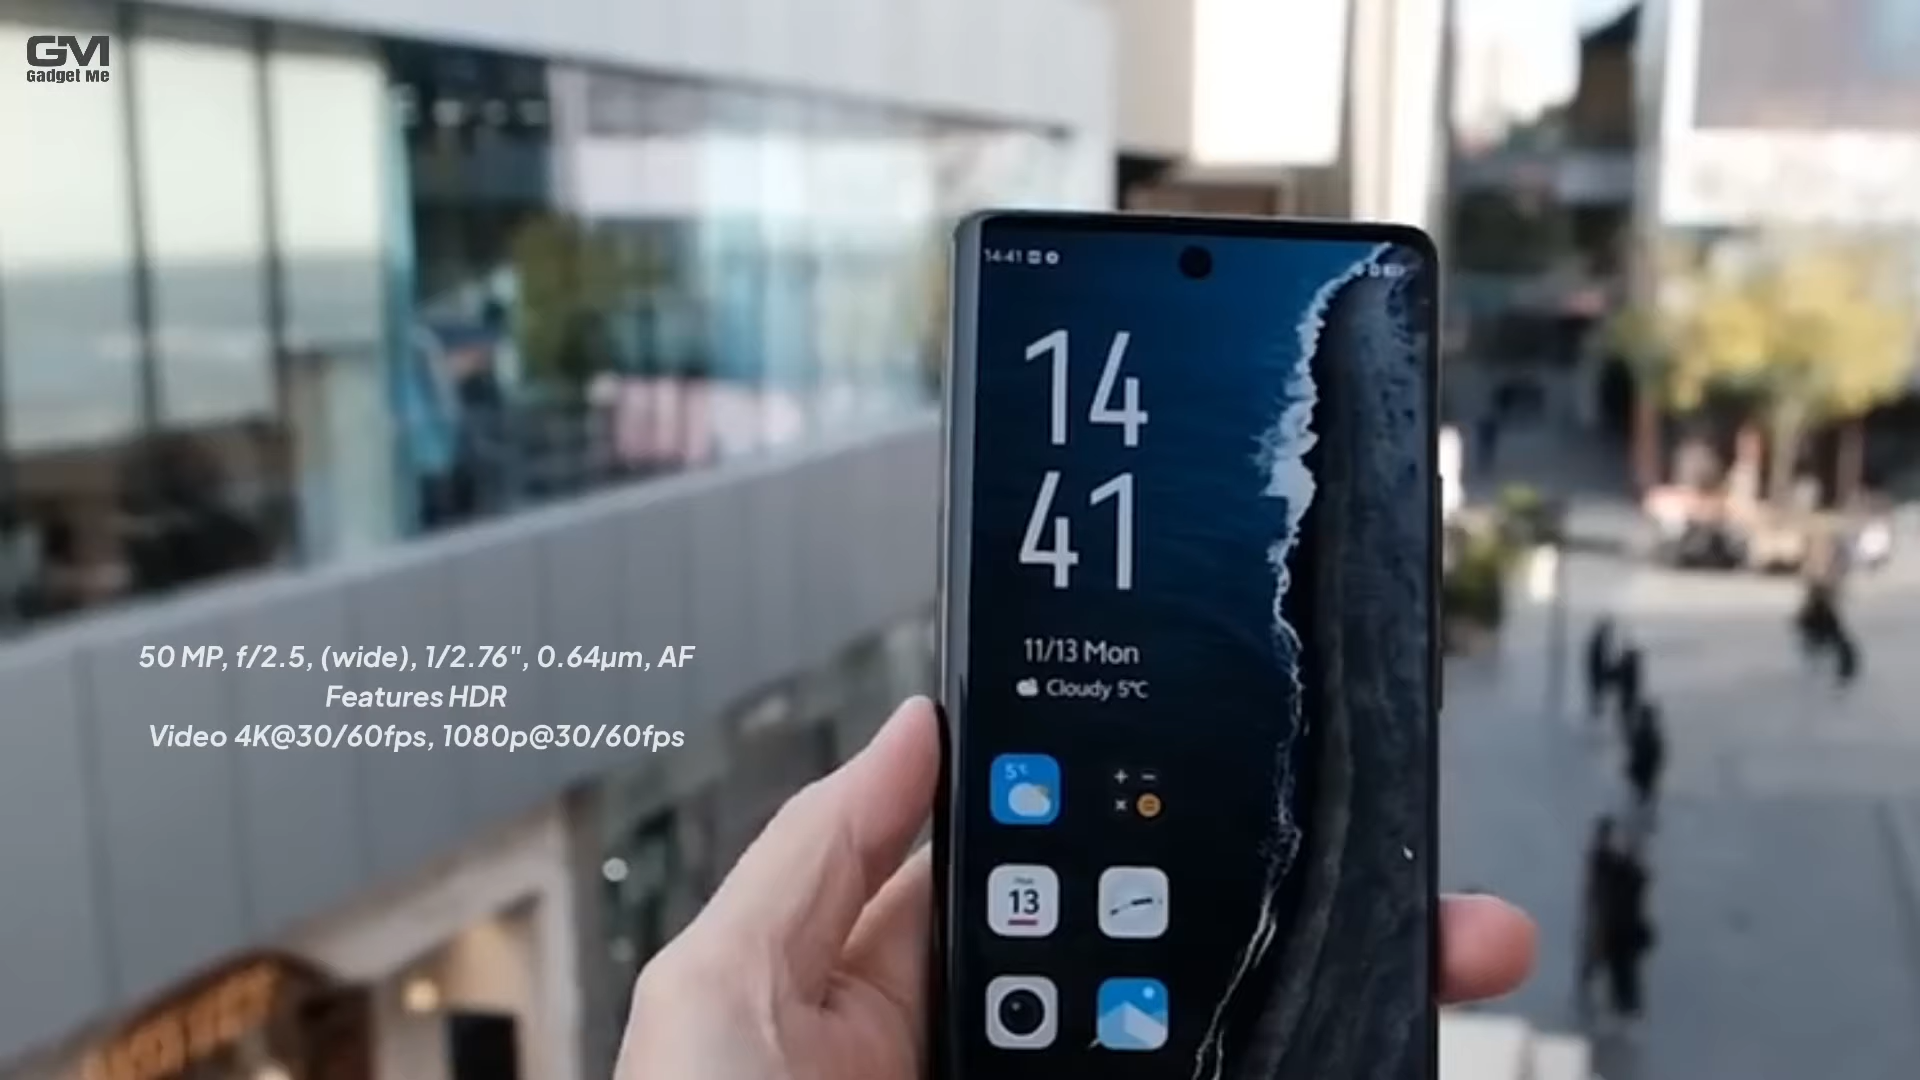 GM
Gadget Me
14:41
14
41
11/13 Mon
Cloudy 5℃
5℃
13
50 MP, f/2.5, (wide), 1/2.76", 0.64µm, AF
Features HDR
Video 4K@30/60fps, 1080p@30/60fps